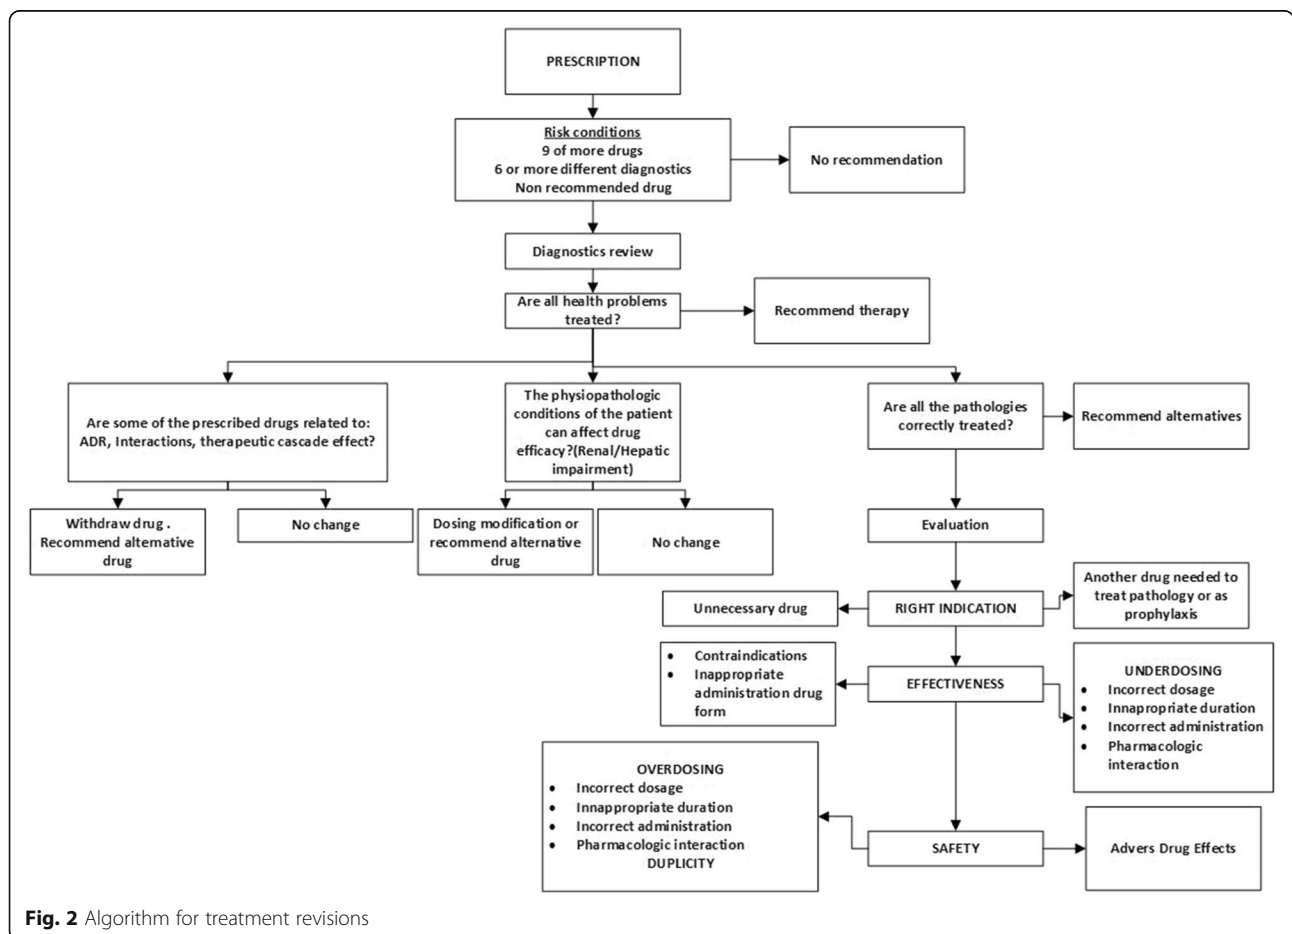 PRESCRIPTION
Risk conditions
9 of more drugs
6 or more different diagnostics
Non recommended drug
No recommendation
Diagnostics review
Are all health problems
treated?
Recommend therapy
Are some of the prescribed drugs related to:
ADR, Interactions, therapeutic cascade effect?
The physiopathologic
conditions of the patient
can affect drug
efficacy?(Renal/Hepatic
impairment)
Are all the pathologies
correctly treated?
Recommend alternatives
Withdraw drug .
Recommend alternative
drug
No change
Dosing modification or
recommend alternative
drug
No change
Evaluation
Unnecessary drug
RIGHT INDICATION
Another drug needed to
treat pathology or as
prophylaxis
• Contraindications
• Inappropriate
administration drug
form
EFFECTIVENESS
UNDERDOSING
• Incorrect dosage
• Innapropriate duration
• Incorrect administration
• Pharmacologic
interaction
OVERDOSING
• Incorrect dosage
• Innappropriate duration
• Incorrect administration
• Pharmacologic interaction
DUPLICITY
SAFETY
Advers Drug Effects
Fig. 2 Algorithm for treatment revisions